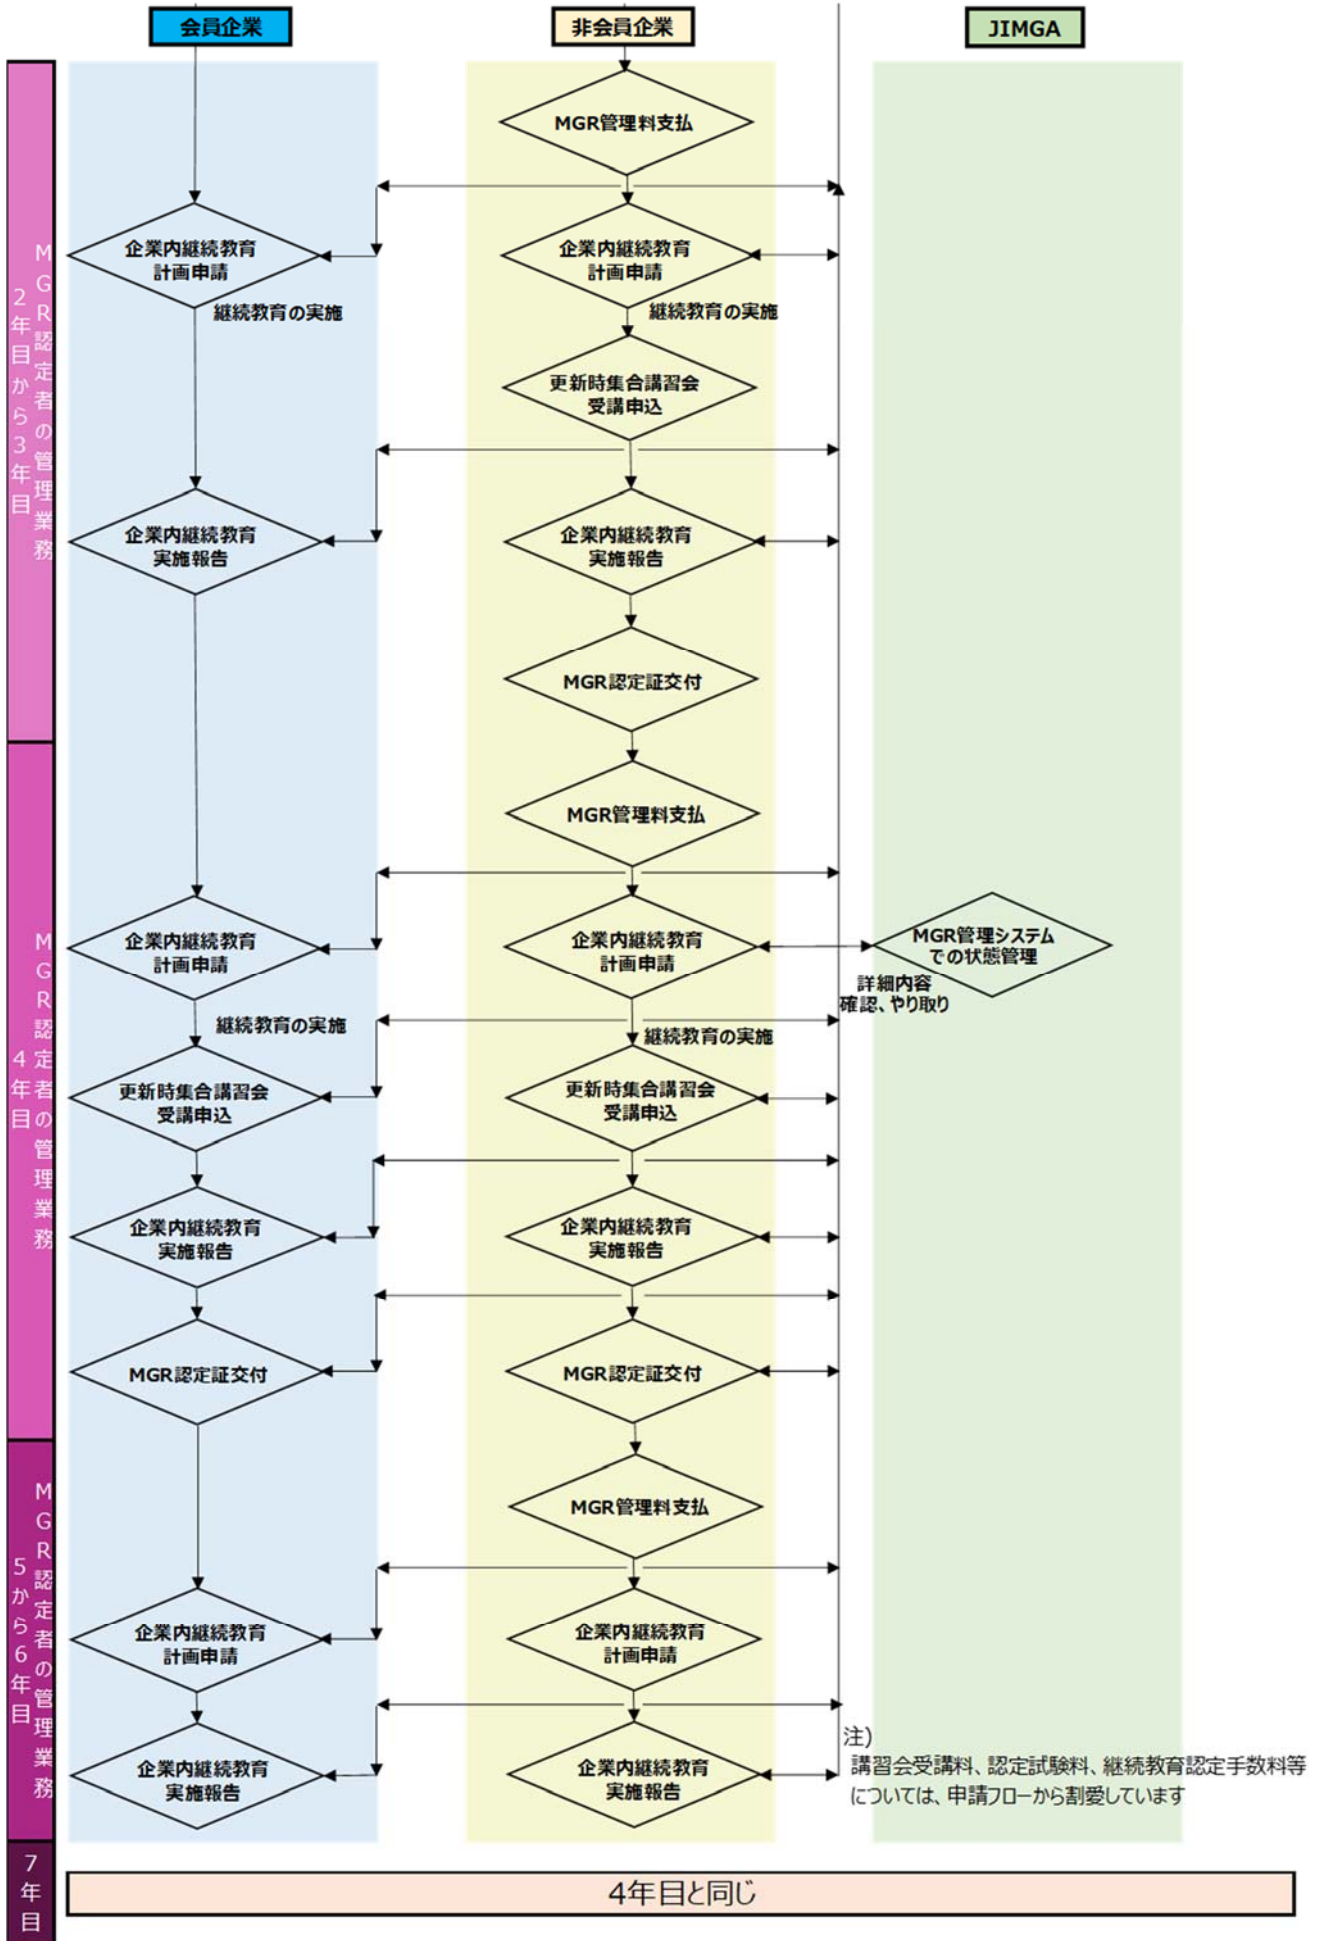 会員企業
非会員企業
JIMGA
MGR認定者の管理業務
2年目から3年目
MGR管理料支払
企業内継続教育
計画申請
継続教育の実施
企業内継続教育
計画申請
継続教育の実施
更新時集合講習会
受講申込
企業内継続教育
実施報告
企業内継続教育
実施報告
MGR認定証交付
MGR認定者の管理業務
4年目
MGR管理料支払
企業内継続教育
計画申請
企業内継続教育
計画申請
MGR管理システム
での状態管理
詳細内容
確認、やり取り
継続教育の実施
継続教育の実施
更新時集合講習会
受講申込
更新時集合講習会
受講申込
企業内継続教育
実施報告
企業内継続教育
実施報告
MGR認定証交付
MGR認定証交付
MGR認定者の管理業務
5から6年目
MGR管理料支払
企業内継続教育
計画申請
企業内継続教育
計画申請
企業内継続教育
実施報告
企業内継続教育
実施報告
注)
講習会受講料、認定試験料、継続教育認定手数料等
については、申請フローから割愛しています
7年目
4年目と同じ